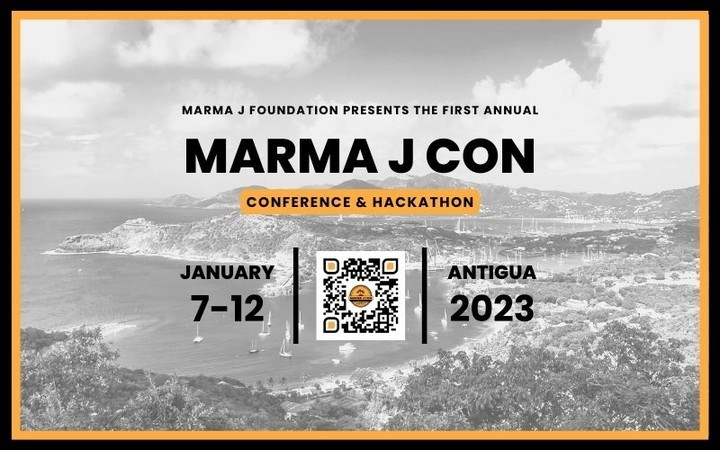 MARMA J FOUNDATION PRESENTS THE FIRST ANNUAL
MARMA J CON
CONFERENCE & HACKATHON
JANUARY
7-12
ANTIGUA
2023